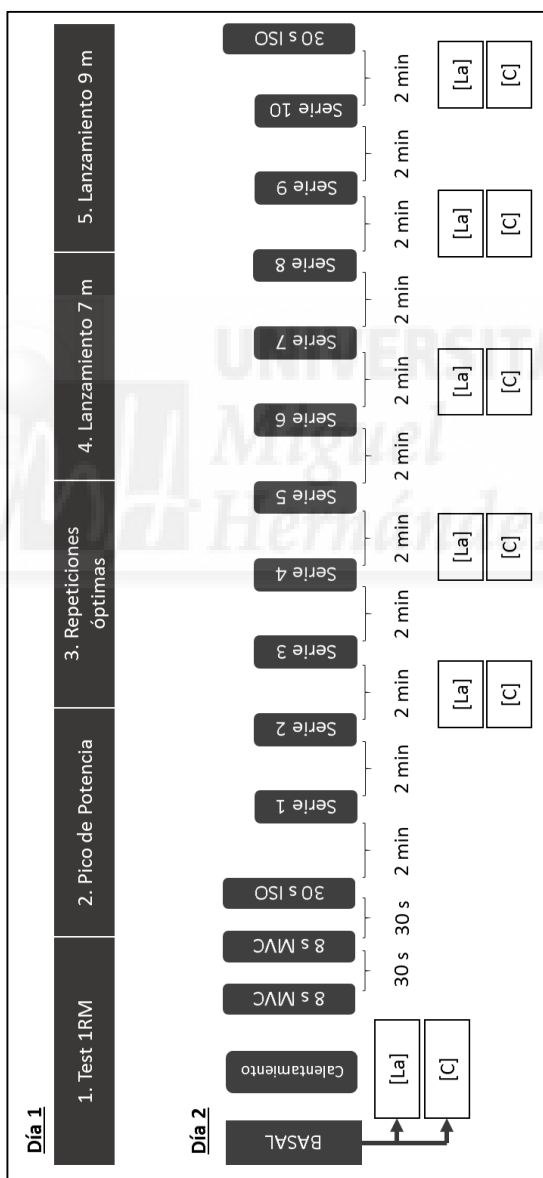 Día 1
1. Test 1RM
2. Pico de Potencia
3. Repeticiones
óptimas
4. Lanzamiento 7 m
5. Lanzamiento 9 m
Día 2
BASAL
Calentamiento
8 s MVC
8 s MVC
30 s ISO
Serie 1
Serie 2
Serie 3
Serie 4
Serie 5
Serie 6
Serie 7
Serie 8
Serie 9
Serie 10
30 s ISO
30 s
30 s
2 min
2 min
2 min
2 min
2 min
2 min
2 min
2 min
2 min
2 min
2 min
[La]
[C]
[La]
[C]
[La]
[C]
[La]
[C]
[La]
[C]
[La]
[C]
UNIVERSITA
Miguel
Hernández